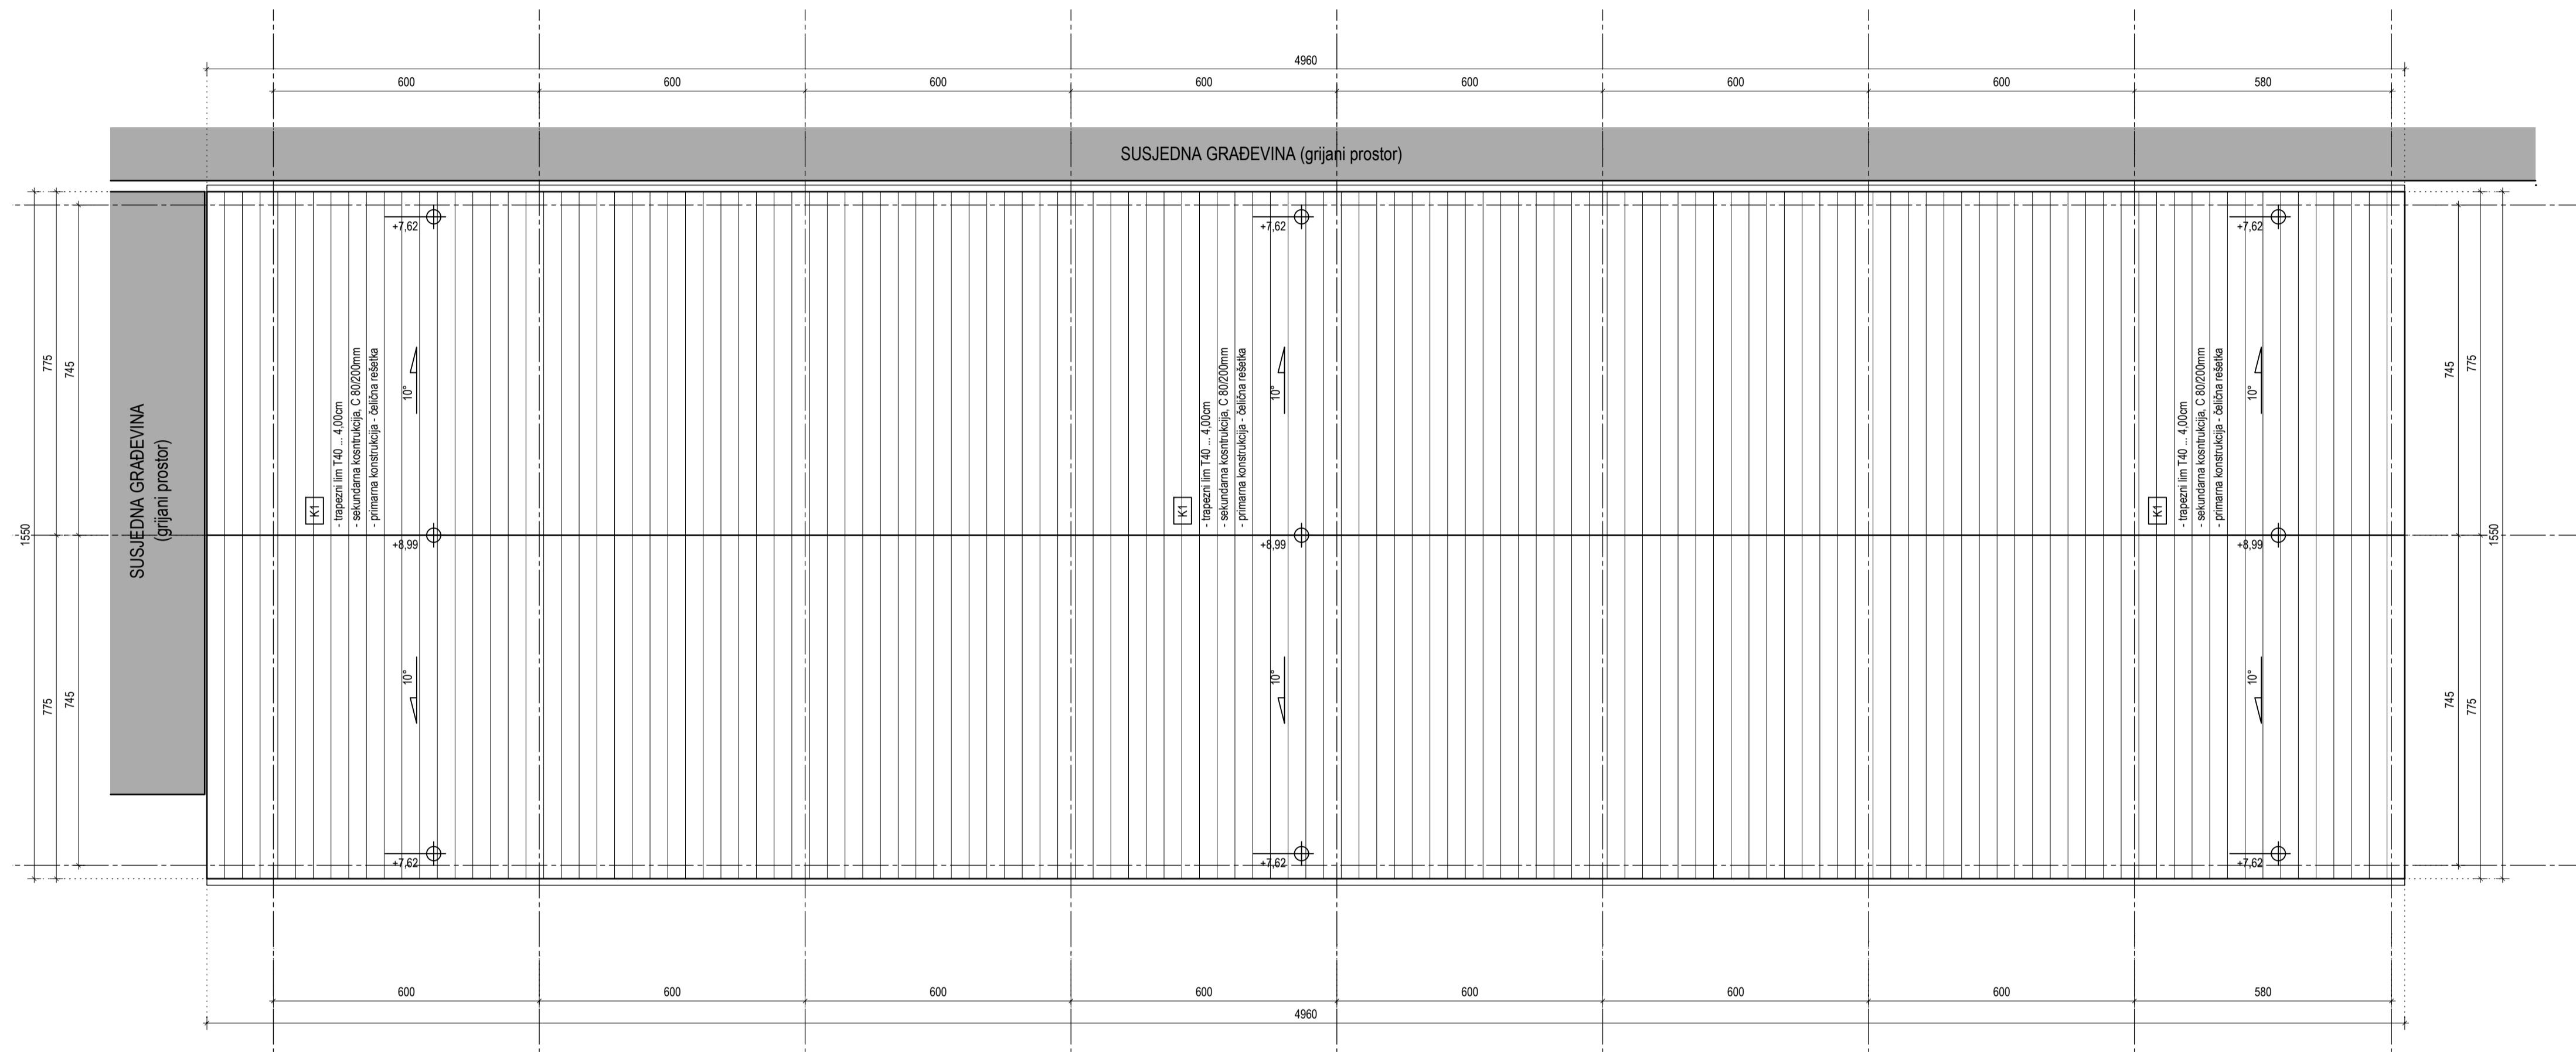 4960
600 600 600 600 600 600 600 580
SUSJEDNA GRAĐEVINA (grijani prostor)
+7,62 +7,62 +7,62
775 745 745 775
10° 10° 10°
K1
- trapezni lim T40 ... 4,00cm
- sekundarna kosntrukcija, C 80/200mm
- primarna konstrukcija - čelična rešetka
K1
- trapezni lim T40 ... 4,00cm
- sekundarna kosntrukcija, C 80/200mm
- primarna konstrukcija - čelična rešetka
K1
- trapezni lim T40 ... 4,00cm
- sekundarna kosntrukcija, C 80/200mm
- primarna konstrukcija - čelična rešetka
SUSJEDNA GRAĐEVINA
(grijani prostor)
1550 1550
+8,99 +8,99 +8,99
10° 10° 10°
775 745 745 775
+7,62 +7,62 +7,62
600 600 600 600 600 600 600 580
4960